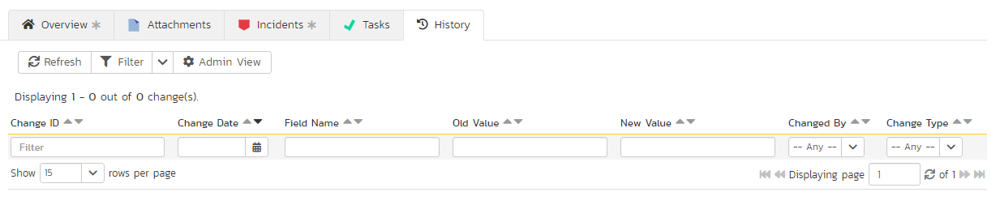 Overview Attachments Incidents Tasks History
Refresh Filter Admin View
Displaying 1 - 0 out of 0 change(s).
Change ID Change Date Field Name Old Value New Value Changed By Change Type
Filter -- Any -- -- Any --
Show 15 rows per page Displaying page 1 of 1